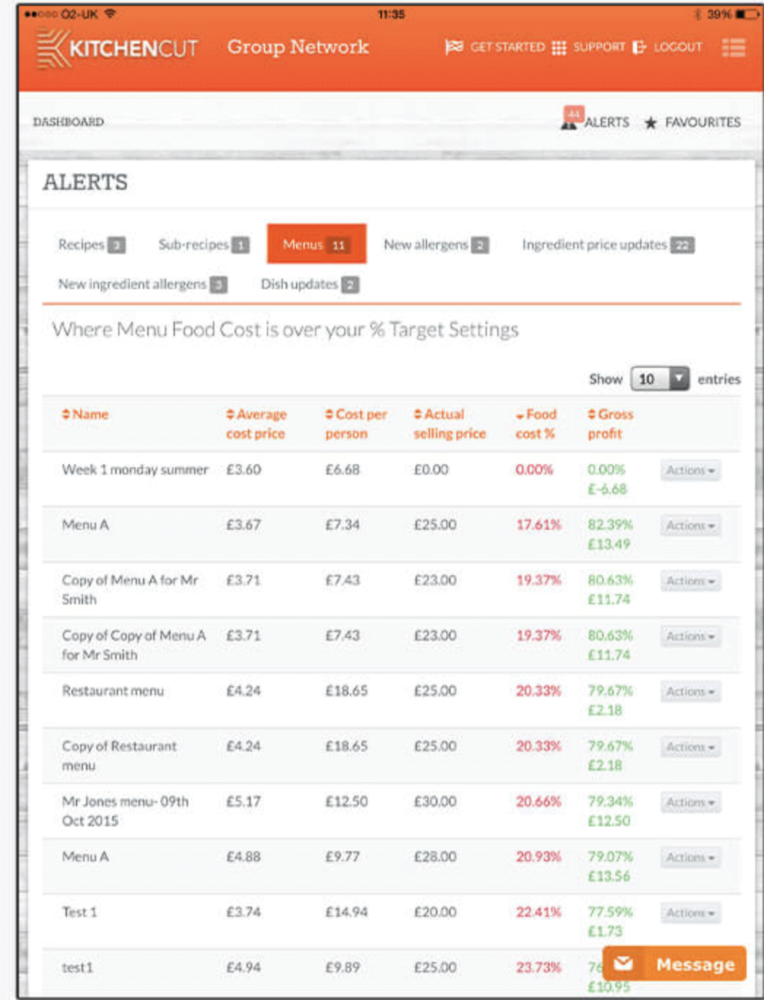 O2-UK 11:35 39%
KITCHENCUT Group Network GET STARTED SUPPORT LOGOUT
DASHBOARD 44 ALERTS FAVOURITES
ALERTS
Recipes 3 Sub-recipes 1 Menus 11 New allergens 2 Ingredient price updates 22
New ingredient allergens 3 Dish updates 2
Where Menu Food Cost is over your % Target Settings
Show 10 entries
Name Average Cost per Actual Food Gross
cost price person selling price cost % profit
Week 1 monday summer £3.60 £6.68 £0.00 0.00% 0.00% Actions
£-6.68
Menu A £3.67 £7.34 £25.00 17.61% 82.39% Actions
£13.49
Copy of Menu A for Mr £3.71 £7.43 £23.00 19.37% 80.63% Actions
Smith £11.74
Copy of Copy of Menu A £3.71 £7.43 £23.00 19.37% 80.63% Actions
for Mr Smith £11.74
Restaurant menu £4.24 £18.65 £25.00 20.33% 79.67% Actions
£2.18
Copy of Restaurant £4.24 £18.65 £25.00 20.33% 79.67% Actions
menu £2.18
Mr Jones menu- 09th £5.17 £12.50 £30.00 20.66% 79.34% Actions
Oct 2015 £12.50
Menu A £4.88 £9.77 £28.00 20.93% 79.07% Actions
£13.56
Test 1 £3.74 £14.94 £20.00 22.41% 77.59% Actions
£1.73
test1 £4.94 £9.89 £25.00 23.73% Message
£10.95